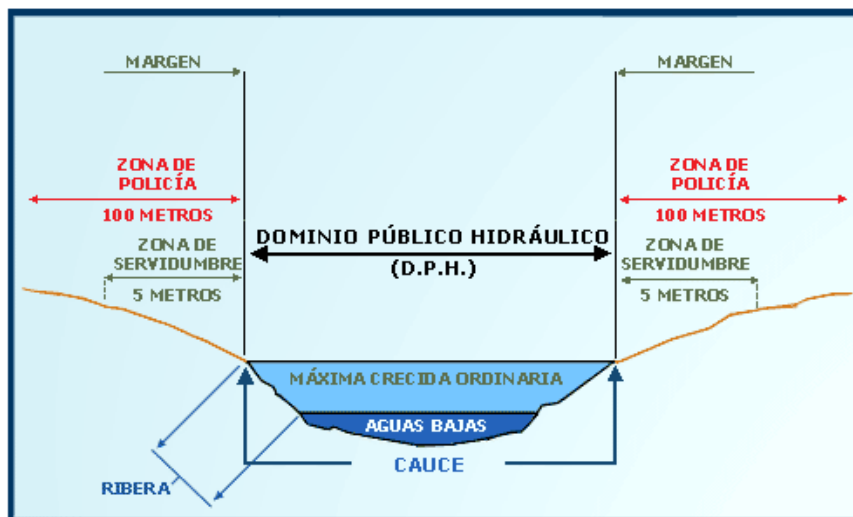 MARGEN
MARGEN
ZONA DE
POLICÍA
100 METROS
ZONA DE
POLICÍA
100 METROS
DOMINIO PÚBLICO HIDRÁULICO
(D.P.H.)
ZONA DE
SERVIDUMBRE
5 METROS
ZONA DE
SERVIDUMBRE
5 METROS
MÁXIMA CRECIDA ORDINARIA
AGUAS BAJAS
CAUCE
RIBERA